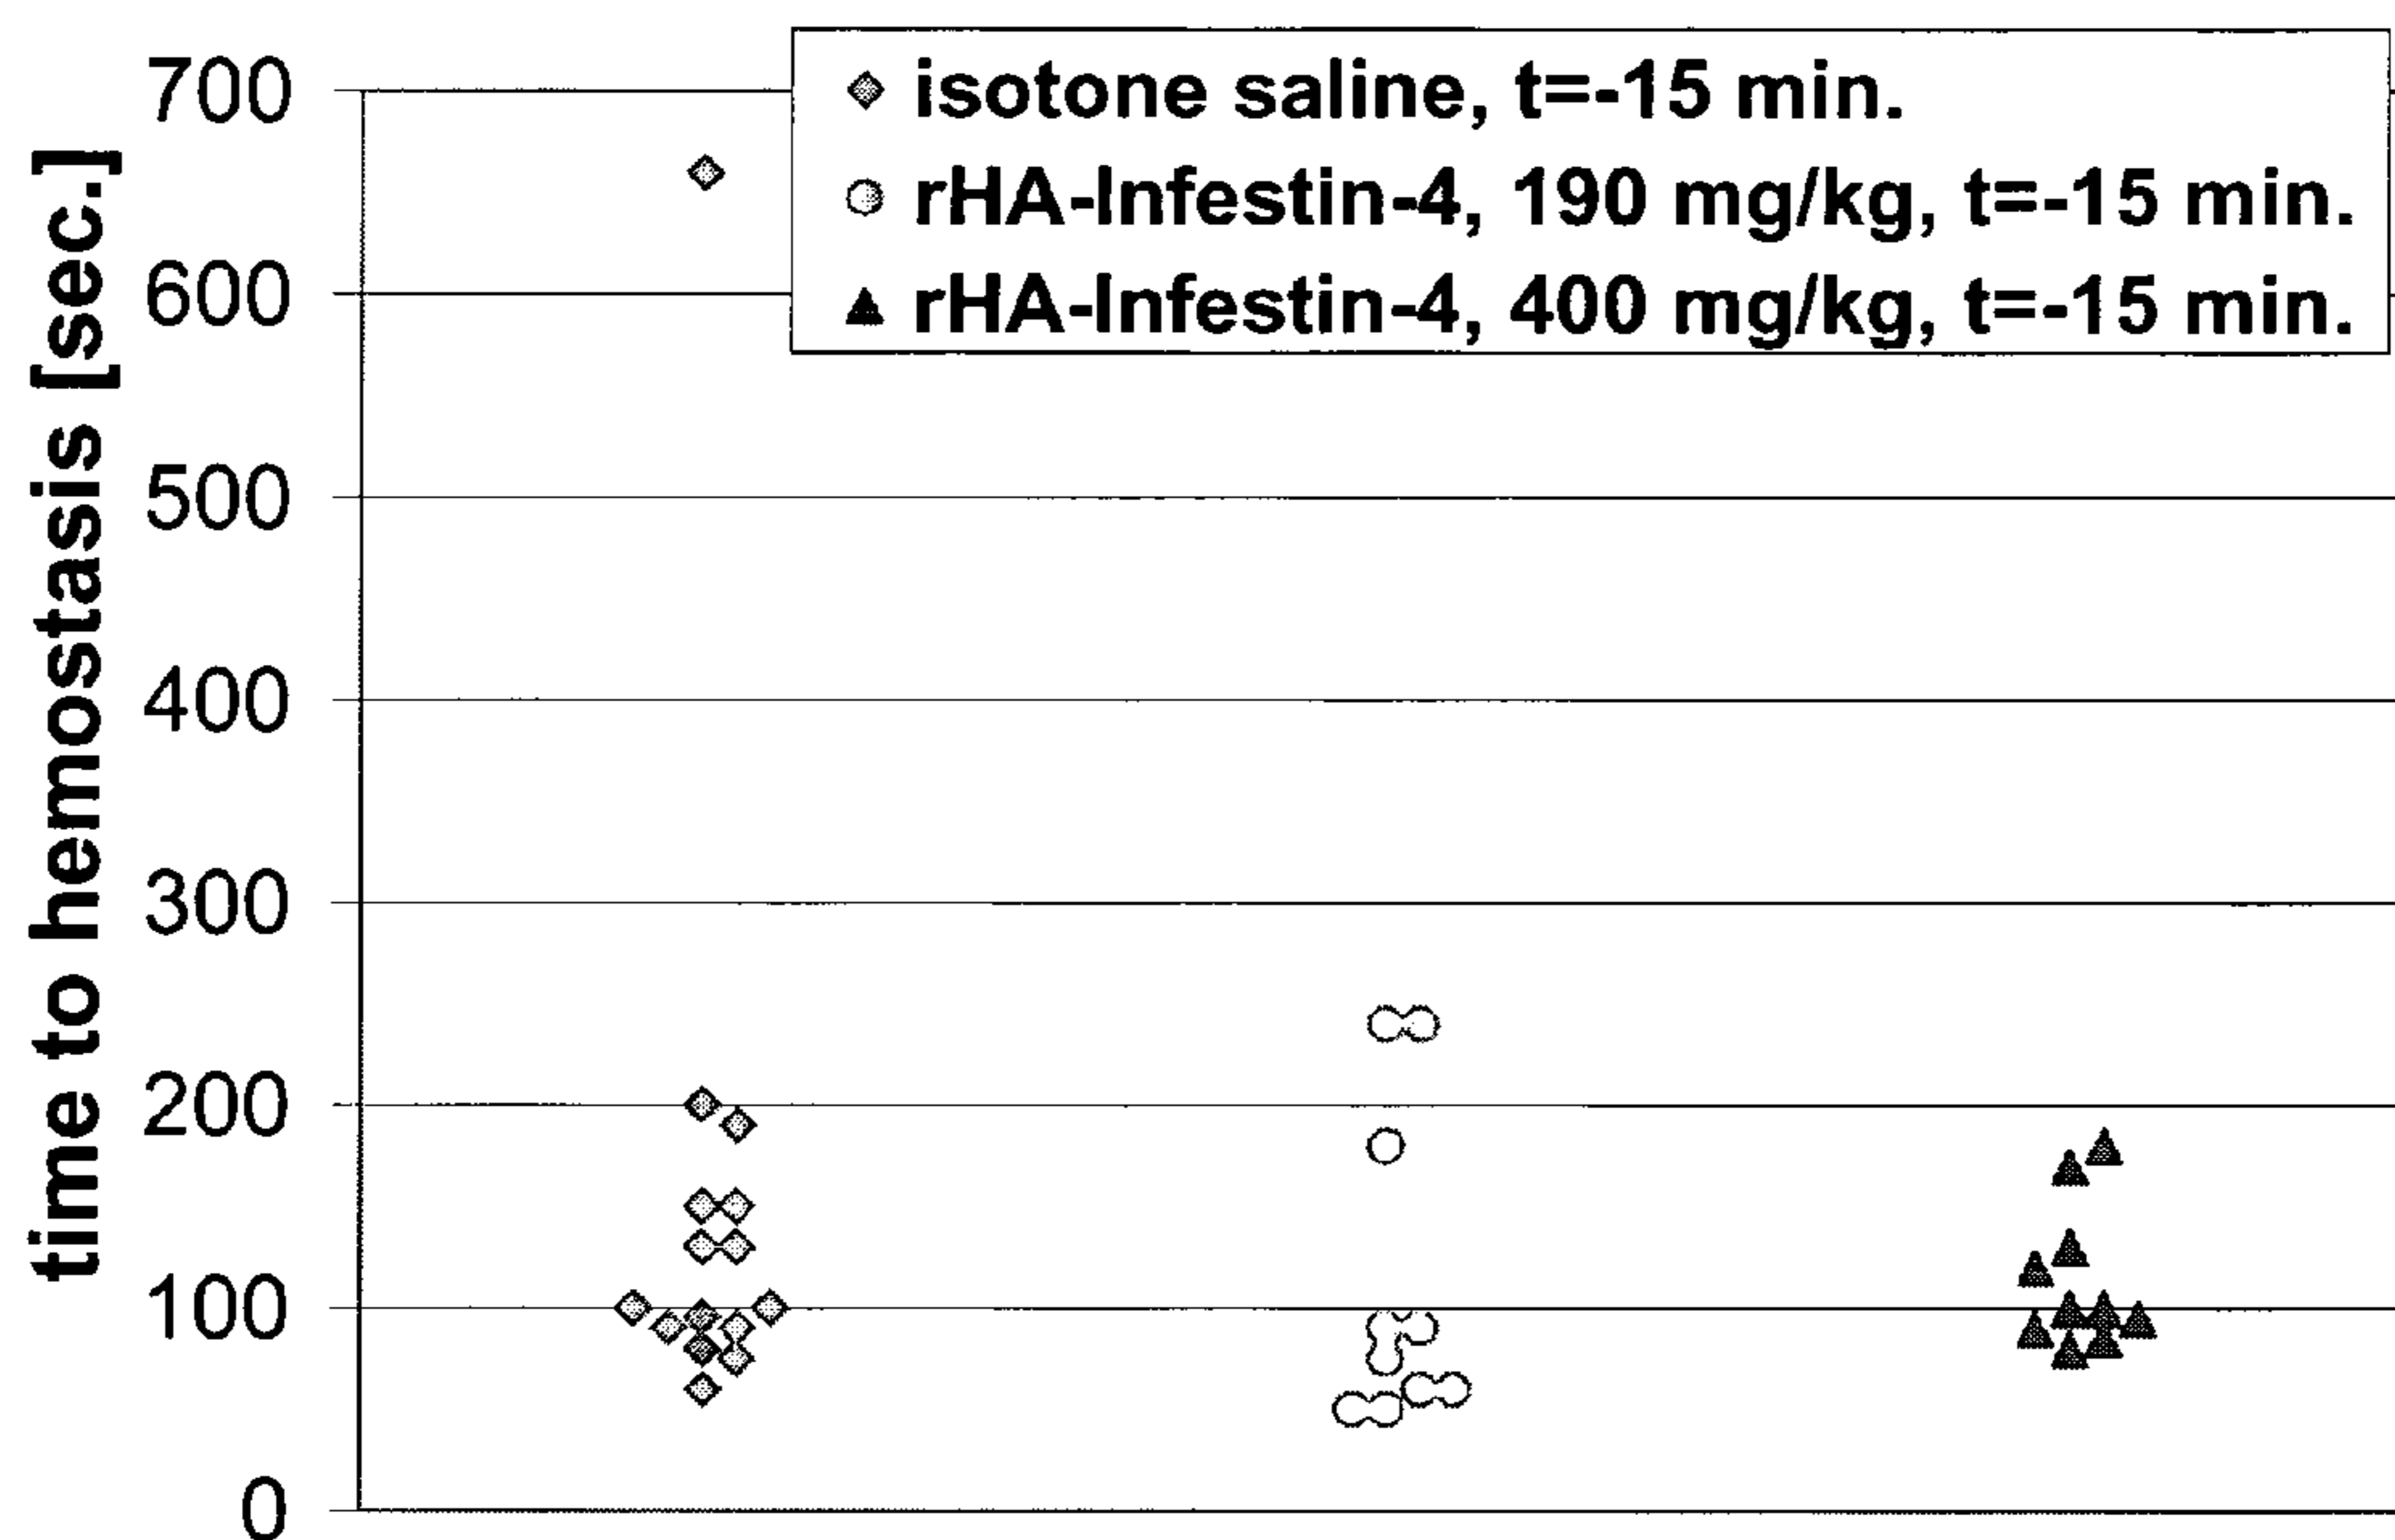 time to hemostasis [sec.]
700
600
500
400
300
200
100
0
isotone saline, t=-15 min.
rHA-Infestin-4, 190 mg/kg, t=-15 min.
rHA-Infestin-4, 400 mg/kg, t=-15 min.